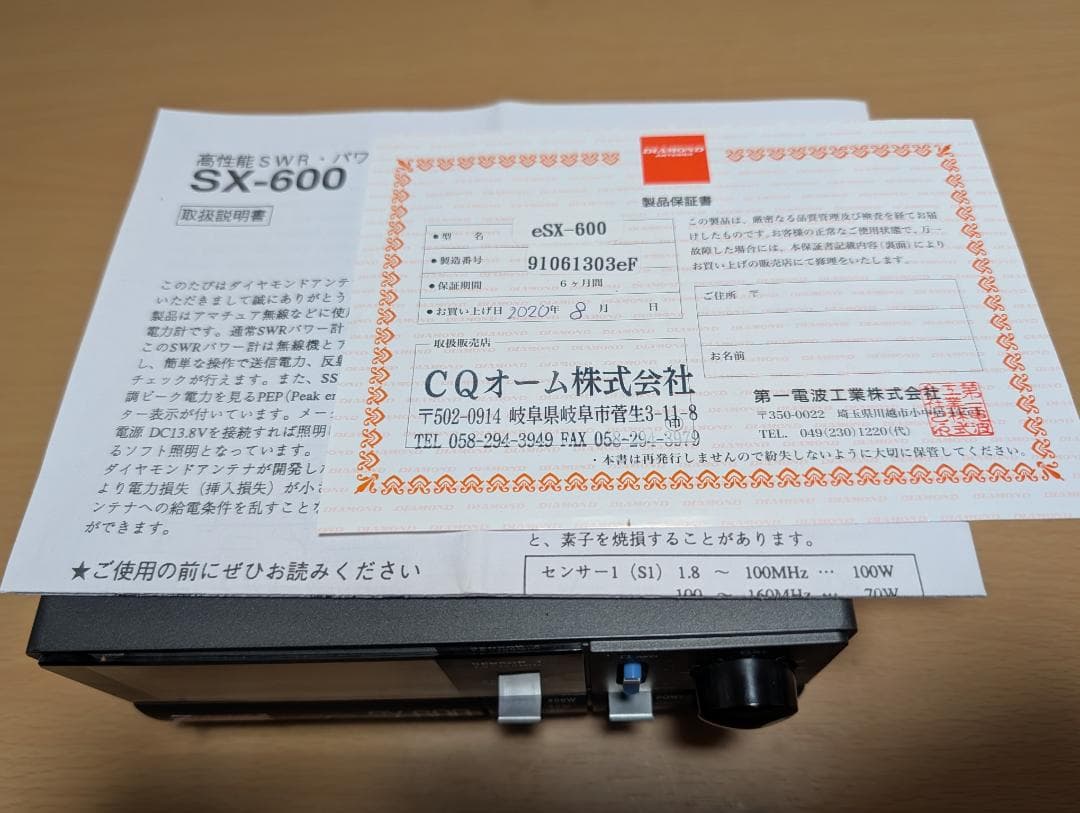 高性能SWR・パワ
SX-600
取扱説明書
このたびはダイヤモンドアンテ
いただきまして誠にありがとう
製品はアマチュア無線などに使
電力計です。通常SWRパワー計
このSWRパワー計は無線機とア
し、簡単な操作で送信電力、反射
チェックが行えます。また、SS
調ピーク電力を見るPEP(Peak en
ター表示が付いています。メー
電源 DC13.8Vを接続すれば照明
るソフト照明となっています。
ダイヤモンドアンテナが開発した
より電力損失（挿入損失）が小さ
ンテナへの給電条件を乱すことな
ができます。
★ご使用の前にぜひお読みください
DIAMOND
ANTENNA
製品保証書
●型 名 eSX-600
●製造番号 91061303eF
●保証期間 6ヶ月間
●お買い上げ日 2020年 8月 日
取扱販売店
CQオーム株式会社
〒502-0914 岐阜県岐阜市菅生3-11-8
TEL 058-294-3949 FAX 058-294-3979
この製品は、厳密なる品質管理及び検査を経てお届
けしたものです。お客様の正常なご使用状態で、万一
故障した場合には、本保証書記載内容（裏面）により
お買い上げの販売店にて修理をいたします。
ご住所 〒
お名前
第一電波工業株式会社
〒350-0022 埼玉県川越市小中居
TEL. 049(230)1220(代)
・本書は再発行しませんので紛失しないように大切に保管してください。
と、素子を焼損することがあります。
センサー1（S1） 1.8 ～ 100MHz … 100W
100 ～ 160MHz … 70W